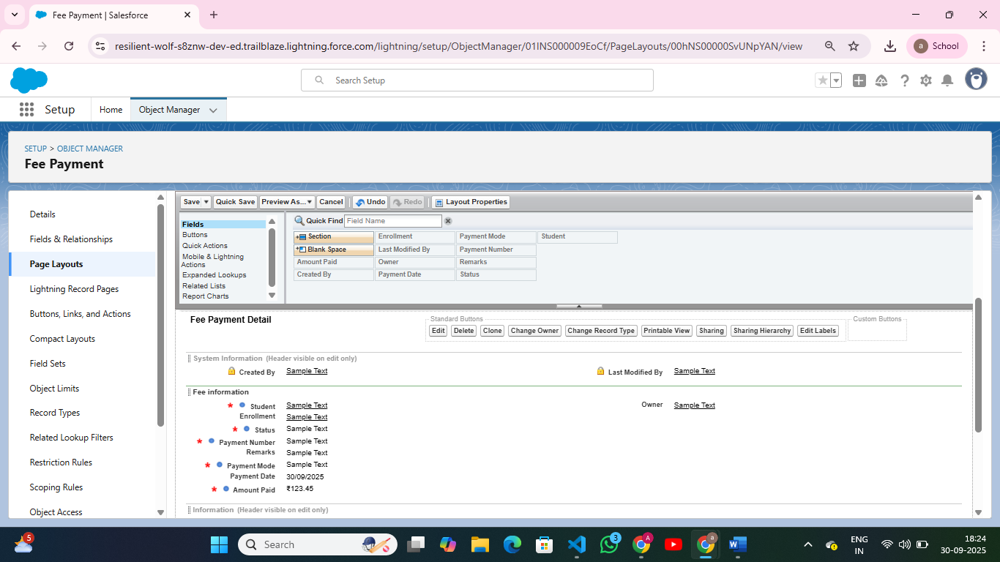 Fee Payment | Salesforce
resilient-wolf-s8znw-dev-ed.trailblaze.lightning.force.com/lightning/setup/ObjectManager/01INS000009EoCf/PageLayouts/00hNS00000SvUNpYAN/view
a School
Search Setup
Setup Home Object Manager
SETUP > OBJECT MANAGER
Fee Payment
Details
Fields & Relationships
Page Layouts
Lightning Record Pages
Buttons, Links, and Actions
Compact Layouts
Field Sets
Object Limits
Record Types
Related Lookup Filters
Restriction Rules
Scoping Rules
Object Access
Save Quick Save Preview As... Cancel Undo Redo Layout Properties
Fields
Buttons
Quick Actions
Mobile & Lightning
Actions
Expanded Lookups
Related Lists
Report Charts
Quick Find Field Name
Section Enrollment Payment Mode Student
Blank Space Last Modified By Payment Number
Amount Paid Owner Remarks
Created By Payment Date Status
Fee Payment Detail
Standard Buttons
Edit Delete Clone Change Owner Change Record Type Printable View Sharing Sharing Hierarchy Edit Labels
Custom Buttons
System Information (Header visible on edit only)
Created By Sample Text Last Modified By Sample Text
Fee information
* Student Sample Text Owner Sample Text
Enrollment Sample Text
* Status Sample Text
* Payment Number Sample Text
Remarks Sample Text
* Payment Mode Sample Text
Payment Date 30/09/2025
* Amount Paid ₹123.45
Information (Header visible on edit only)
5
Search
3
A
a
ENG
IN
18:24
30-09-2025